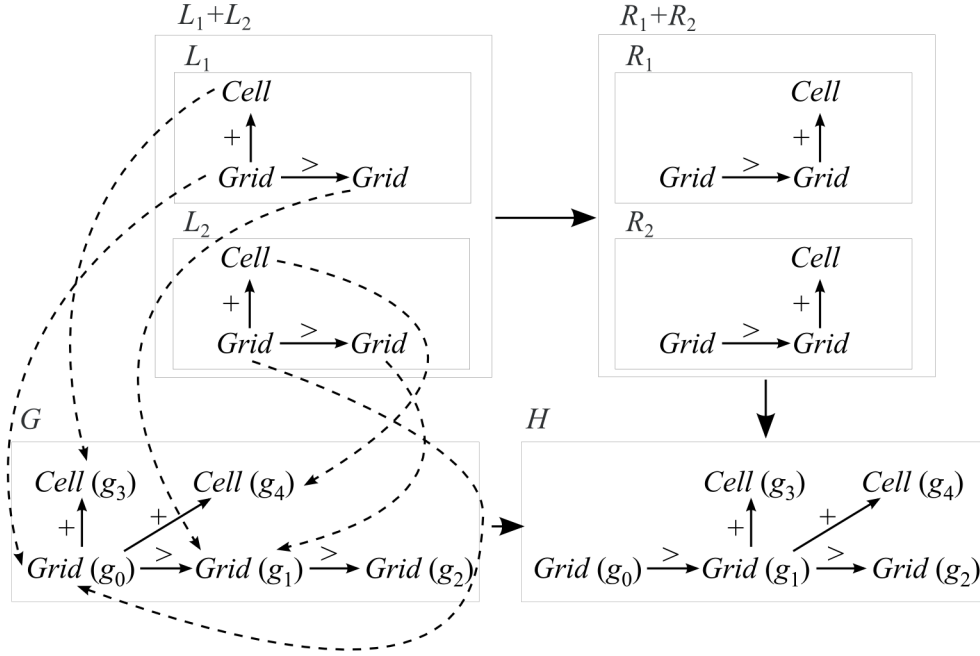 L₁+L₂
R₁+R₂
L₁
R₁
Cell
Cell
+
+
Grid > Grid
Grid > Grid
L₂
R₂
Cell
Cell
+
+
Grid > Grid
Grid > Grid
G
H
Cell (g₃) Cell (g₄)
Cell (g₃) Cell (g₄)
+ +
+ +
Grid (g₀) > Grid (g₁) > Grid (g₂)
Grid (g₀) > Grid (g₁) > Grid (g₂)